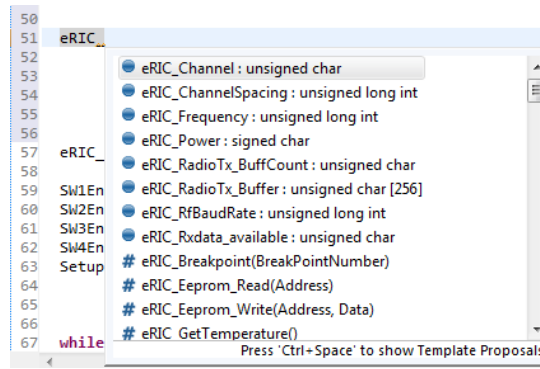 50
51 eRIC_
52 eRIC_Channel : unsigned char
53 eRIC_ChannelSpacing : unsigned long int
54 eRIC_Frequency : unsigned long int
55 eRIC_Power : signed char
56 eRIC_RadioTx_BuffCount : unsigned char
57 eRIC_
58 eRIC_RadioTx_Buffer : unsigned char [256]
59 SW1En
eRIC_RfBaudRate : unsigned long int
60 SW2En
eRIC_Rxdata_available : unsigned char
61 SW3En
62 SW4En
# eRIC_Breakpoint(BreakPointNumber)
63 Setup
# eRIC_Eeprom_Read(Address)
64
65 # eRIC_Eeprom_Write(Address, Data)
66
# eRIC_GetTemperature()
67 while
Press 'Ctrl+Space' to show Template Proposals